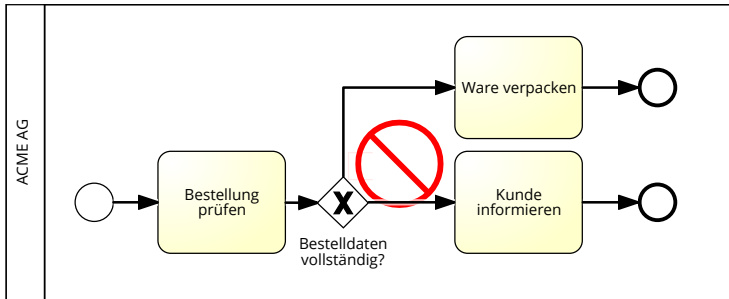 ACME AG
Bestellung
prüfen
Bestelldaten
vollständig?
Ware verpacken
Kunde
informieren